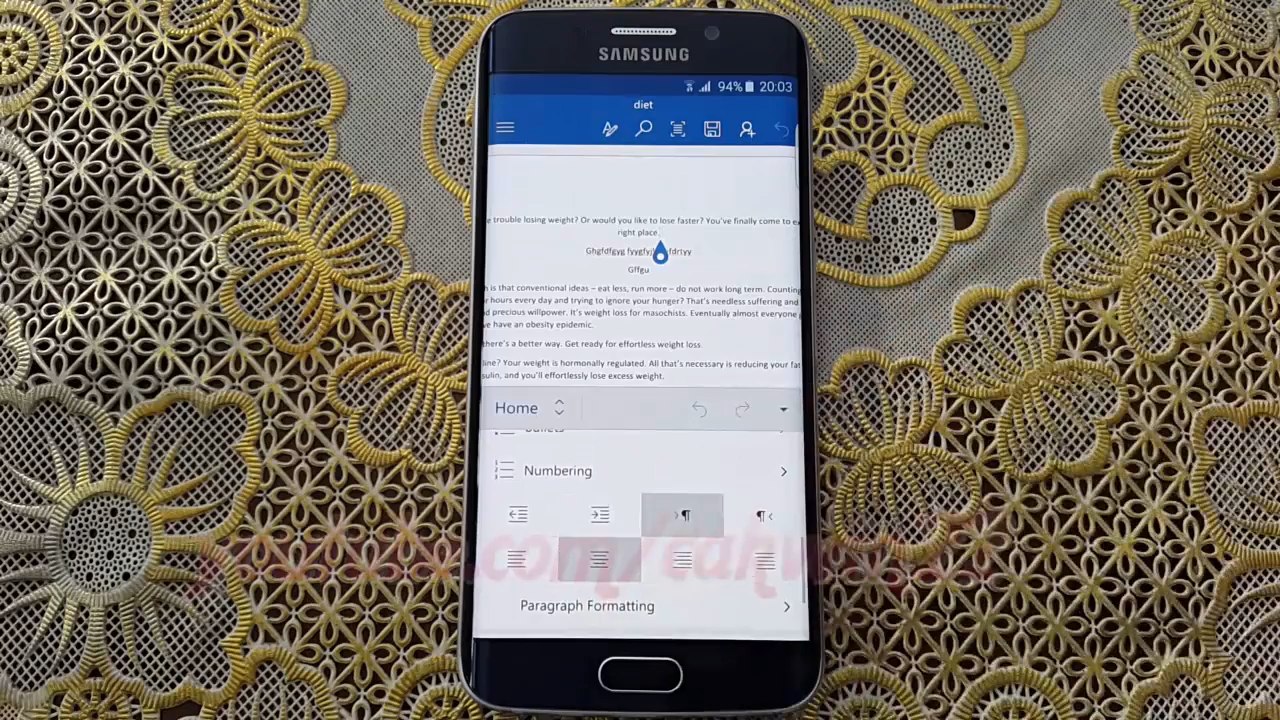 SAMSUNG
94% 20:03
diet
trouble losing weight? Or would you like to lose faster? You've finally come to
right place.
Gffgu
is that conventional ideas – eat less, run more – do not work long term. Counting
hours every day and trying to ignore your hunger? That's needless suffering and
precious willpower. It's weight loss for masochists. Eventually almost everyone
have an obesity epidemic.
there's a better way. Get ready for effortless weight loss.
line? Your weight is hormonally regulated. All that's necessary is reducing your fat
sulin, and you'll effortlessly lose excess weight.
Home
Bullets
Numbering
Paragraph Formatting